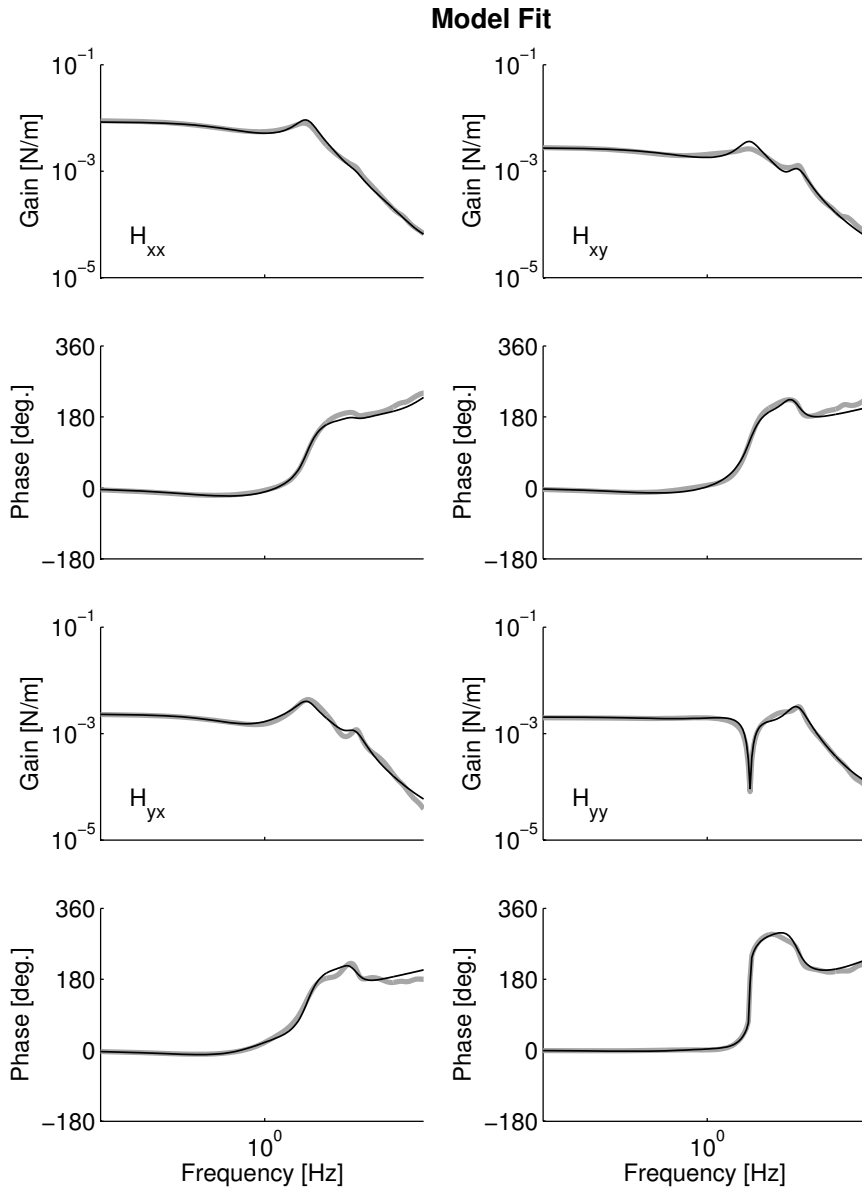 Model Fit
10^-1
10^-3
10^-5
Gain [N/m]
H_xx
10^-1
10^-3
10^-5
Gain [N/m]
H_xy
360
180
0
−180
Phase [deg.]
360
180
0
−180
Phase [deg.]
10^-1
10^-3
10^-5
Gain [N/m]
H_yx
10^-1
10^-3
10^-5
Gain [N/m]
H_yy
360
180
0
−180
Phase [deg.]
10^0
Frequency [Hz]
360
180
0
−180
Phase [deg.]
10^0
Frequency [Hz]